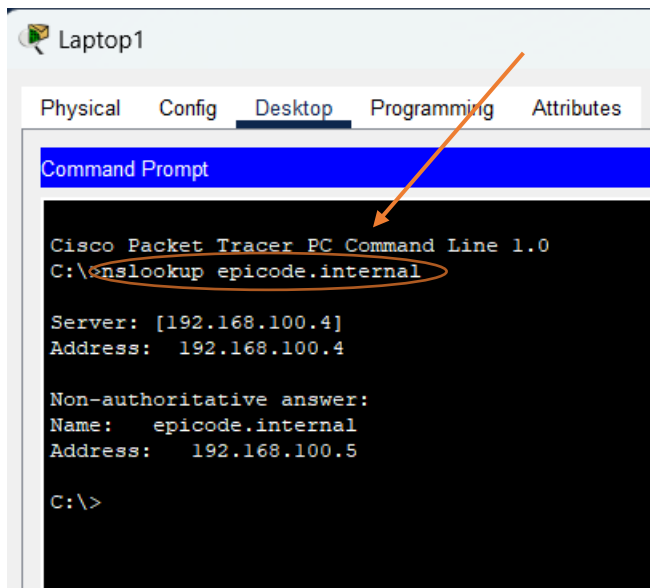 Laptop1
Physical Config Desktop Programming Attributes
Command Prompt
Cisco Packet Tracer PC Command Line 1.0
C:\>nslookup epicode.internal
Server: [192.168.100.4]
Address:  192.168.100.4
Non-authoritative answer:
Name:   epicode.internal
Address:   192.168.100.5
C:\>